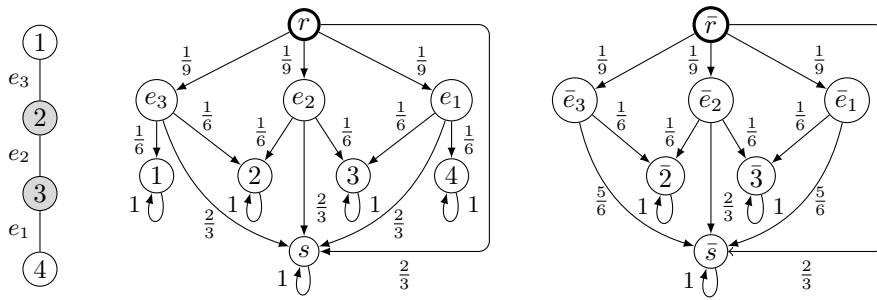 1
e₃
2
e₂
3
e₁
4
r
1/9 1/9 1/9
e₃ e₂ e₁
1/6 1/6 1/6 1/6 1/6 1/6
1 2 3 4
1 1 1 1
2/3 2/3 2/3
s
1
2/3
r̄
1/9 1/9 1/9
ē₃ ē₂ ē₁
1/6 1/6 1/6 1/6
2̄ 3̄
1 1
5/6 2/3 5/6
s̄
1
2/3